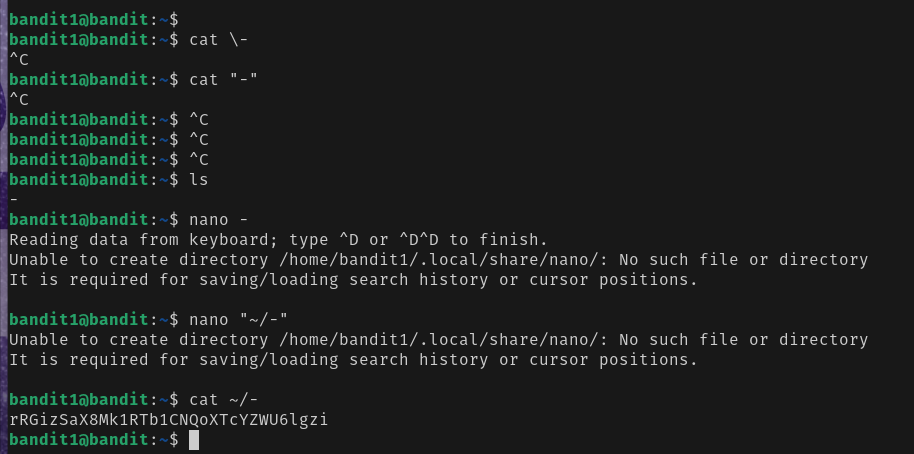 bandit1@bandit:~$
bandit1@bandit:~$ cat \-
^C
bandit1@bandit:~$ cat "-"
^C
bandit1@bandit:~$ ^C
bandit1@bandit:~$ ^C
bandit1@bandit:~$ ^C
bandit1@bandit:~$ ls
-
bandit1@bandit:~$ nano -
Reading data from keyboard; type ^D or ^D^D to finish.
Unable to create directory /home/bandit1/.local/share/nano/: No such file or directory
It is required for saving/loading search history or cursor positions.
bandit1@bandit:~$ nano "~/-"
Unable to create directory /home/bandit1/.local/share/nano/: No such file or directory
It is required for saving/loading search history or cursor positions.
bandit1@bandit:~$ cat ~/-
rRGizSaX8Mk1RTb1CNQoXTcYZWU6lgzi
bandit1@bandit:~$